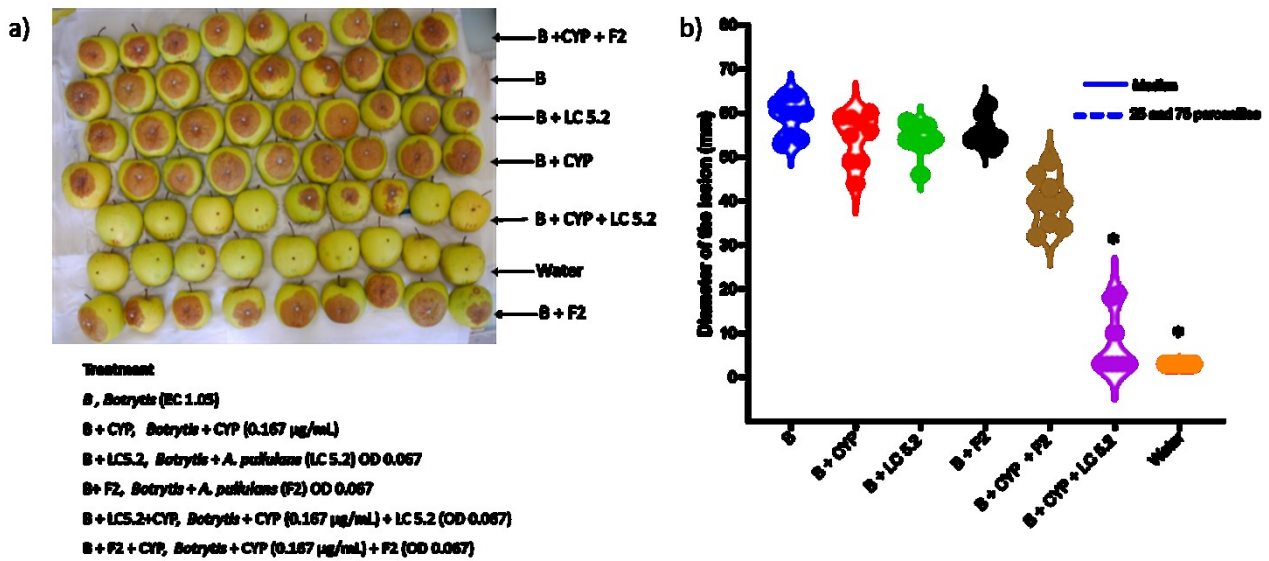 a)
B +CYP + F2
B
B + LC 5.2
B + CYP
B + CYP + LC 5.2
Water
B + F2
Treatment
B , Botrytis (EC 1.05)
B + CYP, Botrytis + CYP (0.167 µg/mL)
B + LC5.2, Botrytis + A. pullulans (LC 5.2) OD 0.067
B+ F2, Botrytis + A. pullulans (F2) OD 0.067
B + LC5.2+CYP, Botrytis + CYP (0.167 µg/mL) + LC 5.2 (OD 0.067)
B + F2 + CYP, Botrytis + CYP (0.167 µg/mL) + F2 (OD 0.067)
b)
Diameter of the lesion (mm)
80
70
60
50
40
30
20
10
0
Median
25 and 75 percentiles
*
*
B
B + CYP
B + LC 5.2
B + F2
B + CYP + F2
B + CYP + LC 5.2
Water